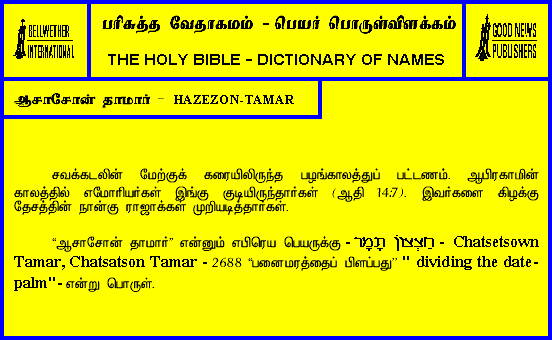 BELLWETHER
INTERNATIONAL
பரிசுத்த வேதாகமம் - பெயர் பொருள்விளக்கம்
THE HOLY BIBLE - DICTIONARY OF NAMES
GOOD NEWS
PUBLISHERS
ஆசாசோன் தாமார் - HAZEZON-TAMAR
சவக்கடலின் மேற்குக் கரையிலிருந்த பழங்காலத்துப் பட்டணம். ஆபிரகாமின்
காலத்தில் எமோரியர்கள் இங்கு குடியிருந்தார்கள் (ஆதி 14:7). இவர்களை கிழக்கு
தேசத்தின் நான்கு ராஜாக்கள் முறியடித்தார்கள்.
“ஆசாசோன் தாமார்” என்னும் எபிரெய பெயருக்கு - חַצְצוֹן תָּמָר - Chatsetsown
Tamar, Chatsatson Tamar - 2688 “பனைமரத்தைப் பிளப்பது” " dividing the date-
palm" - என்று பொருள்.